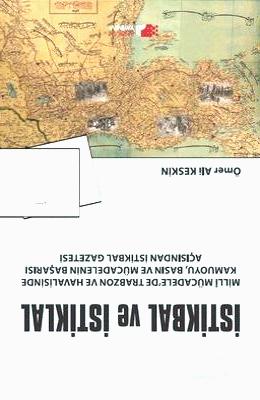 İSTİKBAL ve İSTİKLAL
MİLLİ MÜCADELE'DE TRABZON VE HAVALİSİNDE
KAMUOYU, BASIN VE MÜCADELENİN BAŞARISI
AÇISINDAN İSTİKBAL GAZETESİ
Ömer Ali KESKİN